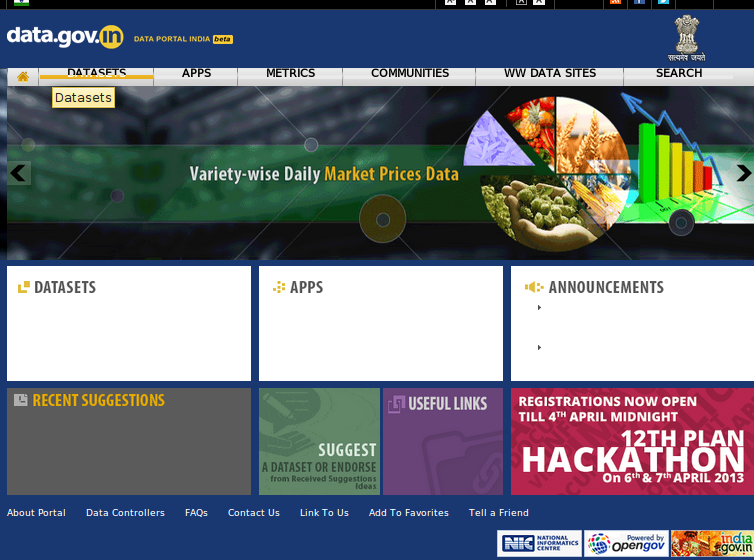 data.gov.in DATA PORTAL INDIA beta
सत्यमेव जयते
DATASETS APPS METRICS COMMUNITIES WW DATA SITES SEARCH
Datasets
Variety-wise Daily Market Prices Data
DATASETS
APPS
ANNOUNCEMENTS
RECENT SUGGESTIONS
SUGGEST
A DATASET OR ENDORSE
from Received Suggestions
Ideas
USEFUL LINKS
REGISTRATIONS NOW OPEN
TILL 4TH APRIL MIDNIGHT
12TH PLAN
HACKATHON
On 6th & 7th APRIL 2013
About Portal Data Controllers FAQs Contact Us Link To Us Add To Favorites Tell a Friend
NIC NATIONAL INFORMATICS CENTRE
Powered by opengov
india.gov.in